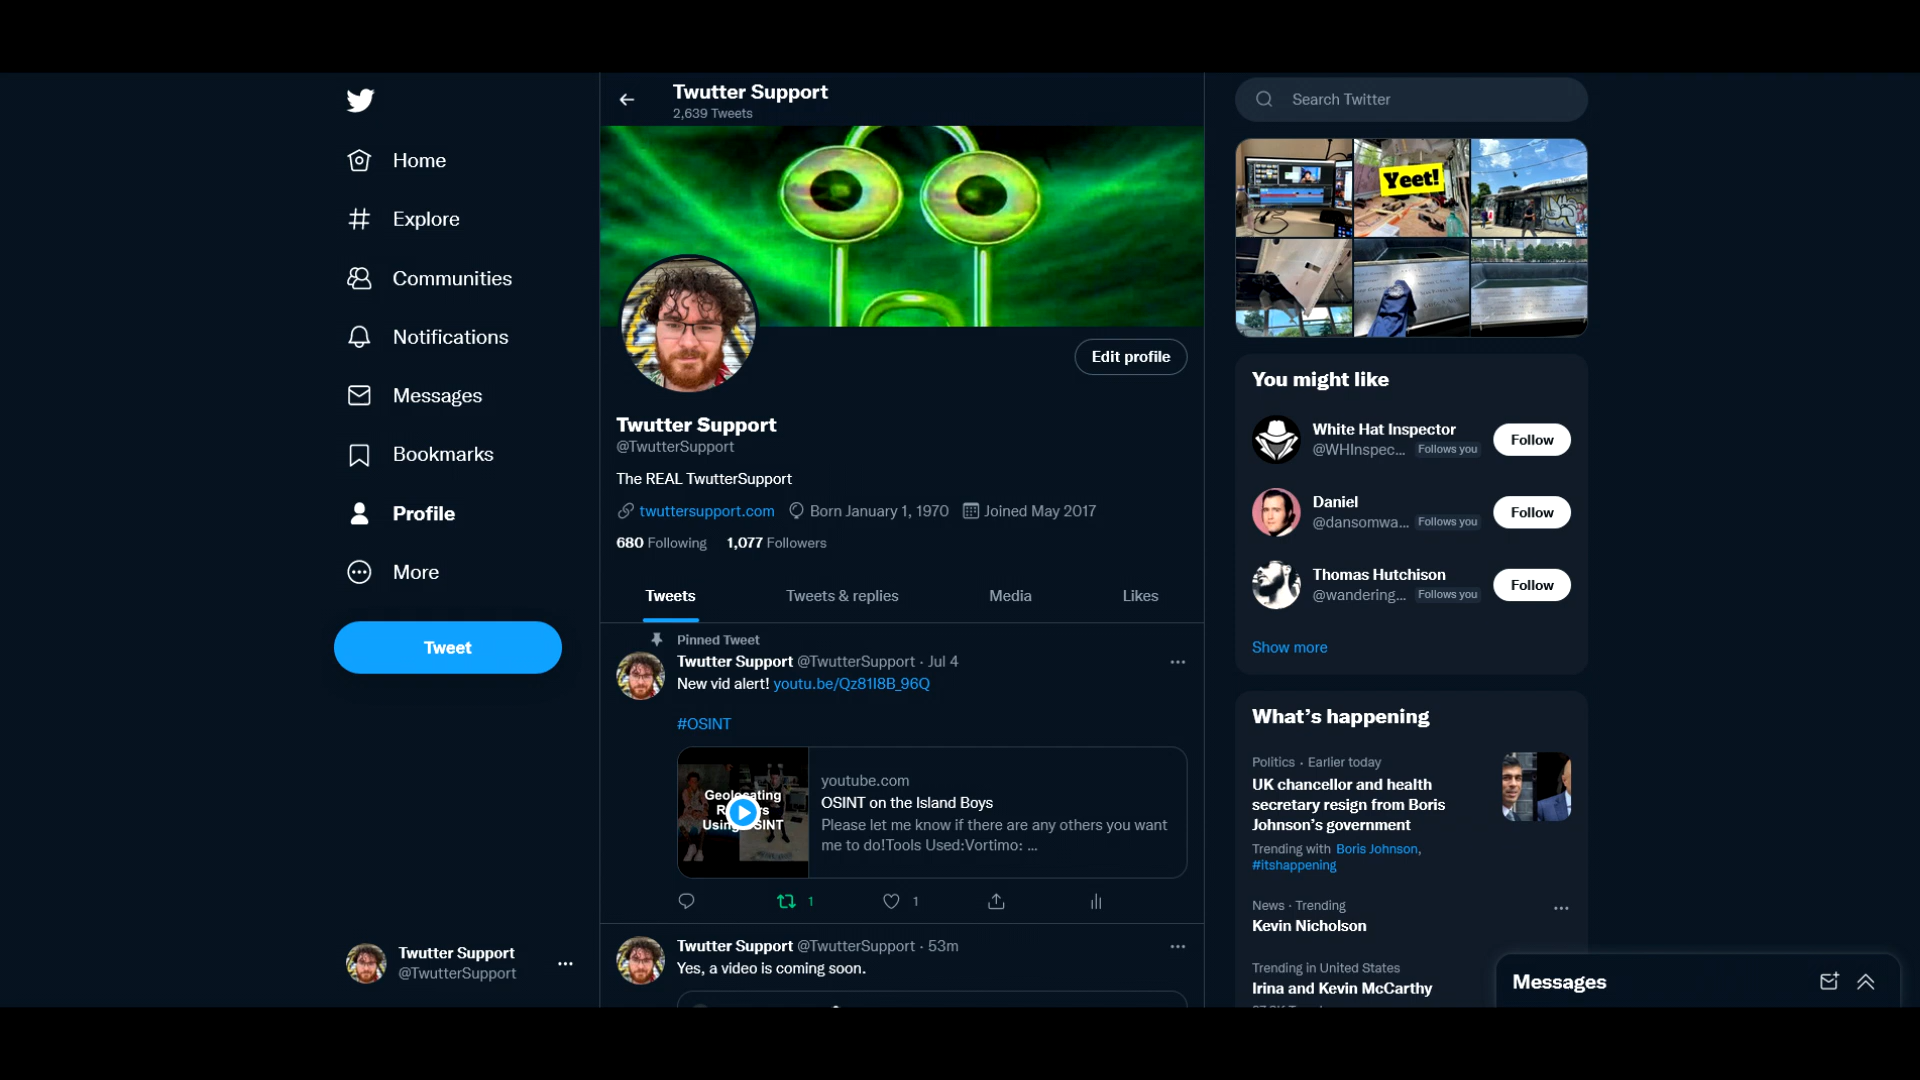 Home
Explore
Communities
Notifications
Messages
Bookmarks
Profile
More
Tweet
Twutter Support
@TwutterSupport
Twutter Support
2,639 Tweets
Edit profile
Twutter Support
@TwutterSupport
The REAL TwutterSupport
twuttersupport.com Born January 1, 1970 Joined May 2017
680 Following 1,077 Followers
Tweets Tweets & replies Media Likes
Pinned Tweet
Twutter Support @TwutterSupport · Jul 4
New vid alert! youtu.be/Qz81I8B_96Q
#OSINT
Geolocating
Using
youtube.com
OSINT on the Island Boys
Please let me know if there are any others you want
me to do!Tools Used:Vortimo: ...
1 1
Twutter Support @TwutterSupport · 53m
Yes, a video is coming soon.
Search Twitter
Yeet!
You might like
White Hat Inspector
@WHInspec... Follows you
Follow
Daniel
@dansomwa... Follows you
Follow
Thomas Hutchison
@wandering... Follows you
Follow
Show more
What's happening
Politics · Earlier today
UK chancellor and health
secretary resign from Boris
Johnson's government
Trending with Boris Johnson,
#itshappening
News · Trending
Kevin Nicholson
Trending in United States
Irina and Kevin McCarthy
Messages